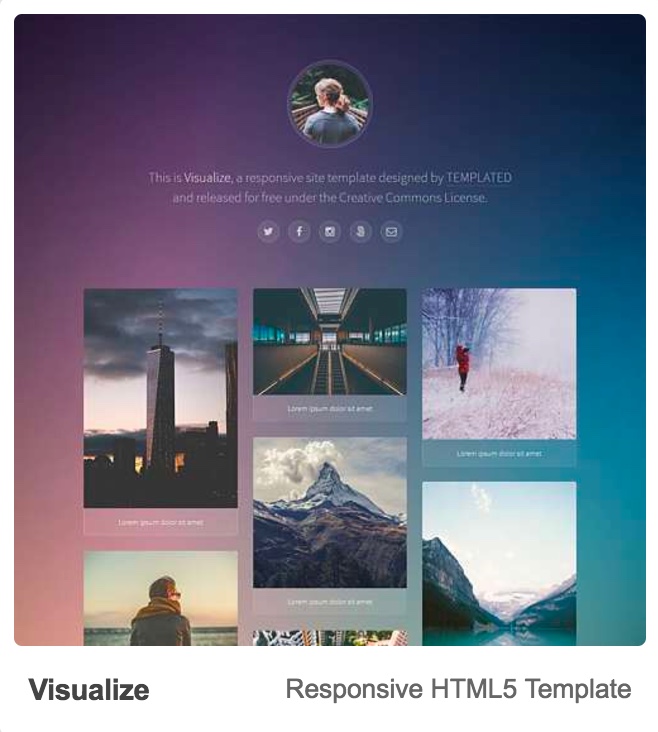 This is Visualize, a responsive site template designed by TEMPLATED
and released for free under the Creative Commons License.
Lorem ipsum dolor sit amet
Lorem ipsum dolor sit amet
Lorem ipsum dolor sit amet
Lorem ipsum dolor sit amet
Visualize
Responsive HTML5 Template